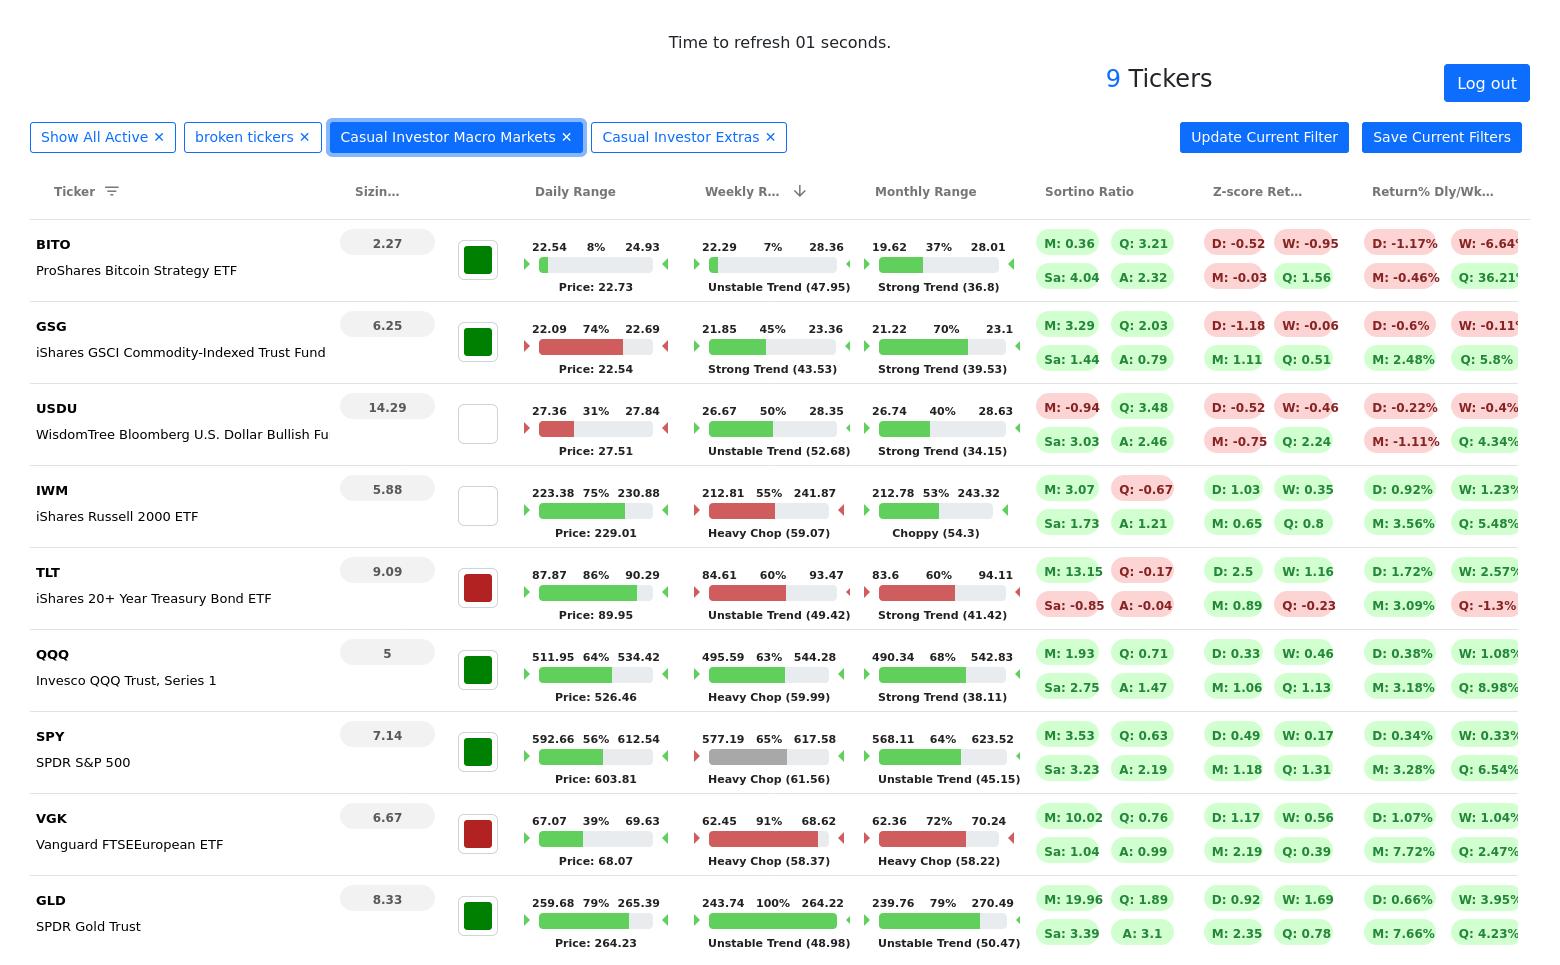 Time to refresh 01 seconds.
9 Tickers
Log out
Show All Active ✕ broken tickers ✕ Casual Investor Macro Markets ✕ Casual Investor Extras ✕ Update Current Filter Save Current Filters
Ticker Sizin... Daily Range Weekly R... Monthly Range Sortino Ratio Z-score Ret... Return% Dly/Wk...
BITO 2.27 22.54 8% 24.93 22.29 7% 28.36 19.62 37% 28.01 M: 0.36 Q: 3.21 D: -0.52 W: -0.95 D: -1.17% W: -6.64%
ProShares Bitcoin Strategy ETF Sa: 4.04 A: 2.32 M: -0.03 Q: 1.56 M: -0.46% Q: 36.21%
Price: 22.73 Unstable Trend (47.95) Strong Trend (36.8)
GSG 6.25 22.09 74% 22.69 21.85 45% 23.36 21.22 70% 23.1 M: 3.29 Q: 2.03 D: -1.18 W: -0.06 D: -0.6% W: -0.11%
iShares GSCI Commodity-Indexed Trust Fund Sa: 1.44 A: 0.79 M: 1.11 Q: 0.51 M: 2.48% Q: 5.8%
Price: 22.54 Strong Trend (43.53) Strong Trend (39.53)
USDU 14.29 27.36 31% 27.84 26.67 50% 28.35 26.74 40% 28.63 M: -0.94 Q: 3.48 D: -0.52 W: -0.46 D: -0.22% W: -0.4%
WisdomTree Bloomberg U.S. Dollar Bullish Fu Sa: 3.03 A: 2.46 M: -0.75 Q: 2.24 M: -1.11% Q: 4.34%
Price: 27.51 Unstable Trend (52.68) Strong Trend (34.15)
IWM 5.88 223.38 75% 230.88 212.81 55% 241.87 212.78 53% 243.32 M: 3.07 Q: -0.67 D: 1.03 W: 0.35 D: 0.92% W: 1.23%
iShares Russell 2000 ETF Sa: 1.73 A: 1.21 M: 0.65 Q: 0.8 M: 3.56% Q: 5.48%
Price: 229.01 Heavy Chop (59.07) Choppy (54.3)
TLT 9.09 87.87 86% 90.29 84.61 60% 93.47 83.6 60% 94.11 M: 13.15 Q: -0.17 D: 2.5 W: 1.16 D: 1.72% W: 2.57%
iShares 20+ Year Treasury Bond ETF Sa: -0.85 A: -0.04 M: 0.89 Q: -0.23 M: 3.09% Q: -1.3%
Price: 89.95 Unstable Trend (49.42) Strong Trend (41.42)
QQQ 5 511.95 64% 534.42 495.59 63% 544.28 490.34 68% 542.83 M: 1.93 Q: 0.71 D: 0.33 W: 0.46 D: 0.38% W: 1.08%
Invesco QQQ Trust, Series 1 Sa: 2.75 A: 1.47 M: 1.06 Q: 1.13 M: 3.18% Q: 8.98%
Price: 526.46 Heavy Chop (59.99) Strong Trend (38.11)
SPY 7.14 592.66 56% 612.54 577.19 65% 617.58 568.11 64% 623.52 M: 3.53 Q: 0.63 D: 0.49 W: 0.17 D: 0.34% W: 0.33%
SPDR S&P 500 Sa: 3.23 A: 2.19 M: 1.18 Q: 1.31 M: 3.28% Q: 6.54%
Price: 603.81 Heavy Chop (61.56) Unstable Trend (45.15)
VGK 6.67 67.07 39% 69.63 62.45 91% 68.62 62.36 72% 70.24 M: 10.02 Q: 0.76 D: 1.17 W: 0.56 D: 1.07% W: 1.04%
Vanguard FTSEEuropean ETF Sa: 1.04 A: 0.99 M: 2.19 Q: 0.39 M: 7.72% Q: 2.47%
Price: 68.07 Heavy Chop (58.37) Heavy Chop (58.22)
GLD 8.33 259.68 79% 265.39 243.74 100% 264.22 239.76 79% 270.49 M: 19.96 Q: 1.89 D: 0.92 W: 1.69 D: 0.66% W: 3.95%
SPDR Gold Trust Sa: 3.39 A: 3.1 M: 2.35 Q: 0.78 M: 7.66% Q: 4.23%
Price: 264.23 Unstable Trend (48.98) Unstable Trend (50.47)